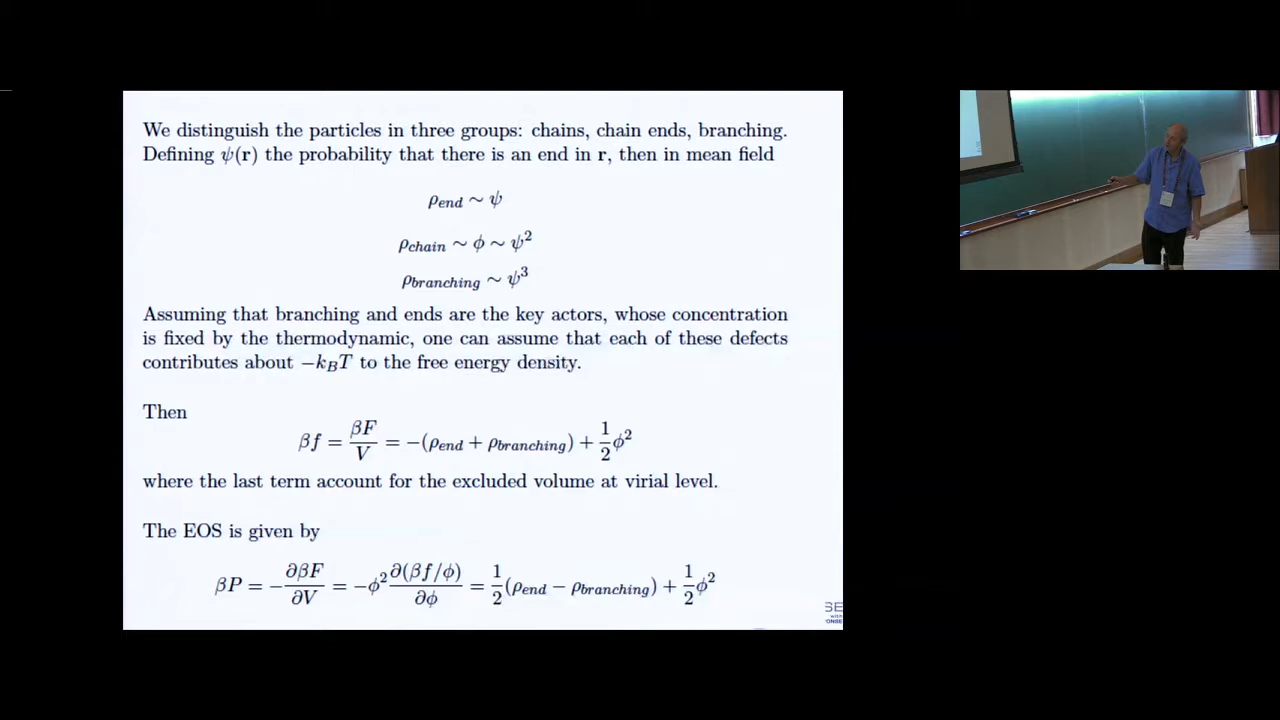 We distinguish the particles in three groups: chains, chain ends, branching.
Defining ψ(r) the probability that there is an end in r, then in mean field
ρ_end ∼ ψ
ρ_chain ∼ ϕ ∼ ψ²
ρ_branching ∼ ψ³
Assuming that branching and ends are the key actors, whose concentration
is fixed by the thermodynamic, one can assume that each of these defects
contributes about −k_BT to the free energy density.
Then
βf = βF/V = −(ρ_end + ρ_branching) + 1/2 ϕ²
where the last term account for the excluded volume at virial level.
The EOS is given by
βP = −∂βF/∂V = −ϕ² ∂(βf/ϕ)/∂ϕ = 1/2 (ρ_end − ρ_branching) + 1/2 ϕ²
SE